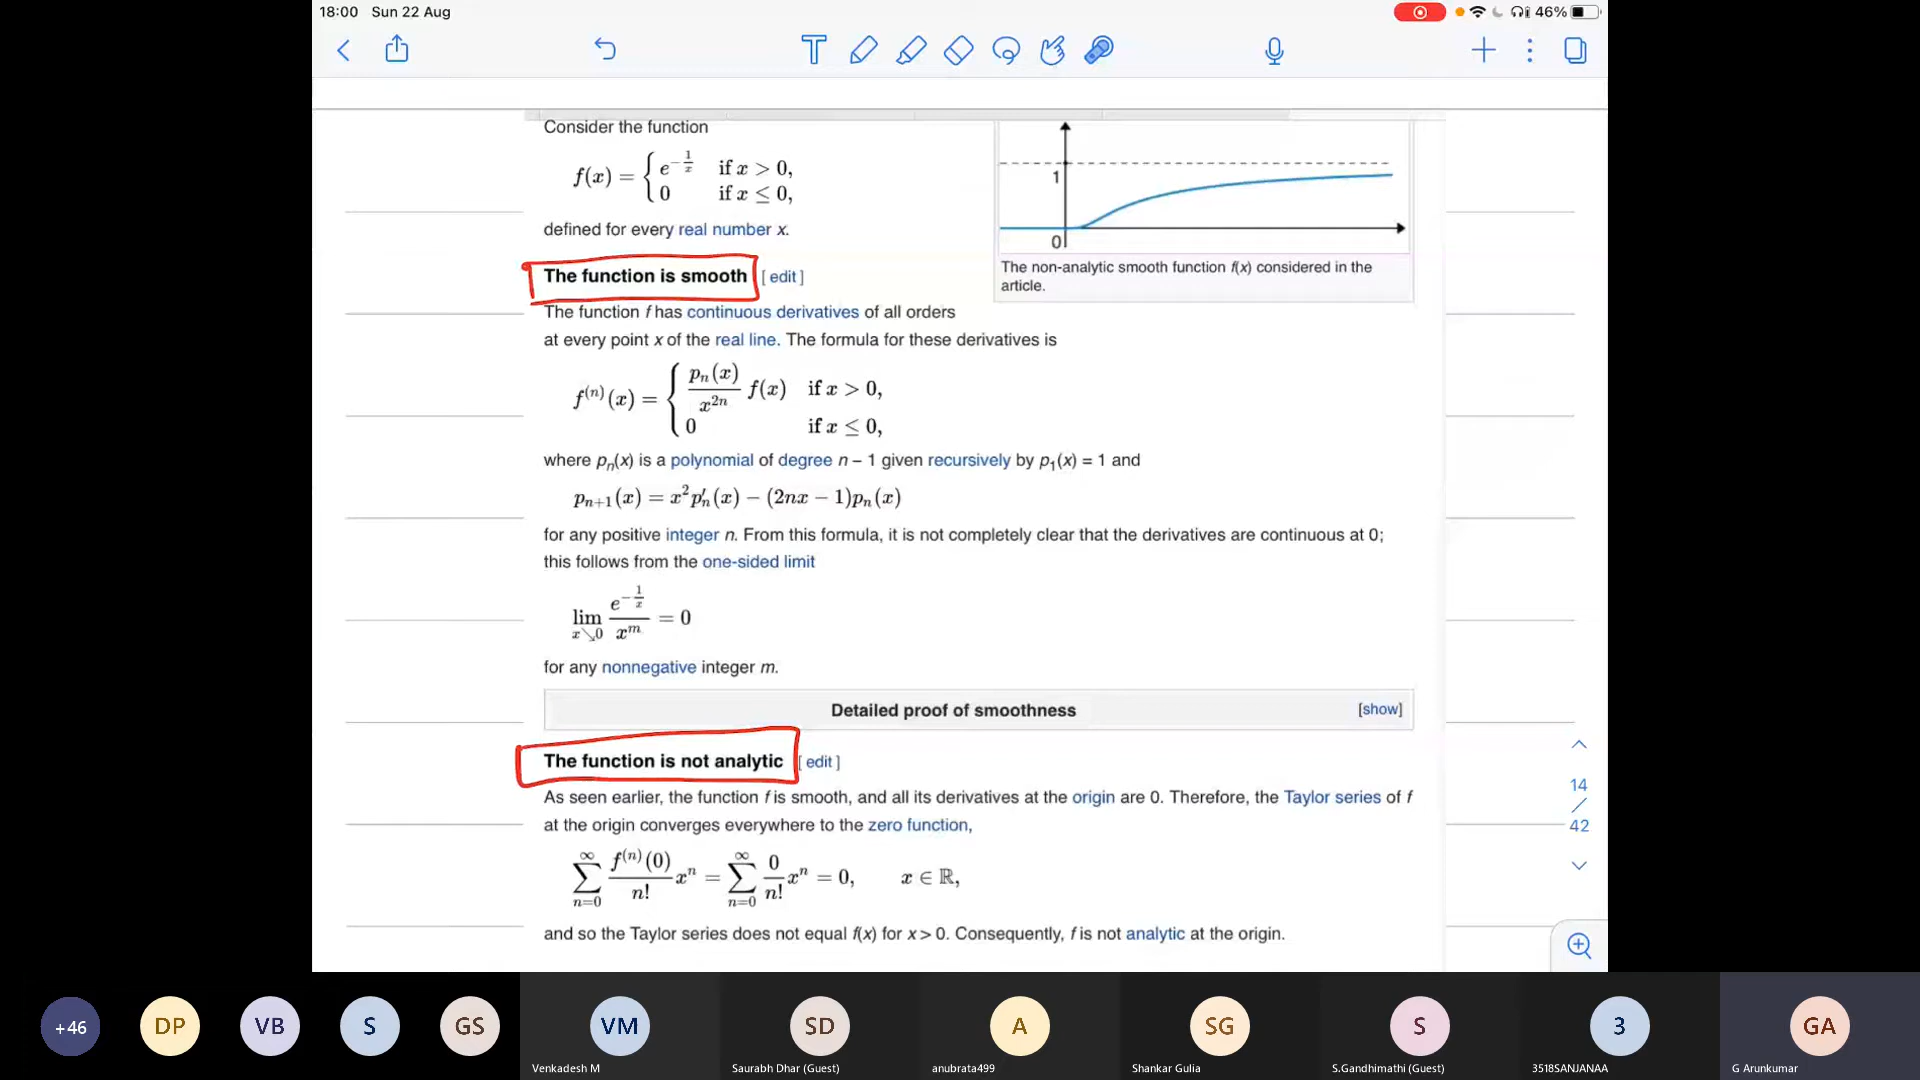 18:00 Sun 22 Aug
46%
Consider the function
f(x) = { e^{-1/x} if x > 0,
0 if x ≤ 0,
defined for every real number x.
1
0
The non-analytic smooth function f(x) considered in the
article.
The function is smooth [ edit ]
The function f has continuous derivatives of all orders
at every point x of the real line. The formula for these derivatives is
f^{(n)}(x) = { p_n(x)/x^{2n} f(x) if x > 0,
0 if x ≤ 0,
where p_n(x) is a polynomial of degree n − 1 given recursively by p_1(x) = 1 and
p_{n+1}(x) = x^2 p_n′(x) − (2nx − 1)p_n(x)
for any positive integer n. From this formula, it is not completely clear that the derivatives are continuous at 0;
this follows from the one-sided limit
lim_{x↘0} e^{-1/x}/x^m = 0
for any nonnegative integer m.
Detailed proof of smoothness [show]
The function is not analytic [ edit ]
As seen earlier, the function f is smooth, and all its derivatives at the origin are 0. Therefore, the Taylor series of f
at the origin converges everywhere to the zero function,
∑_{n=0}^{∞} f^{(n)}(0)/n! x^n = ∑_{n=0}^{∞} 0/n! x^n = 0, x ∈ ℝ,
and so the Taylor series does not equal f(x) for x > 0. Consequently, f is not analytic at the origin.
14
/
42
+46 DP VB S GS VM SD A SG S 3 GA
Venkadesh M Saurabh Dhar (Guest) anubrata499 Shankar Gulia S.Gandhimathi (Guest) 3518SANJANAA G Arunkumar